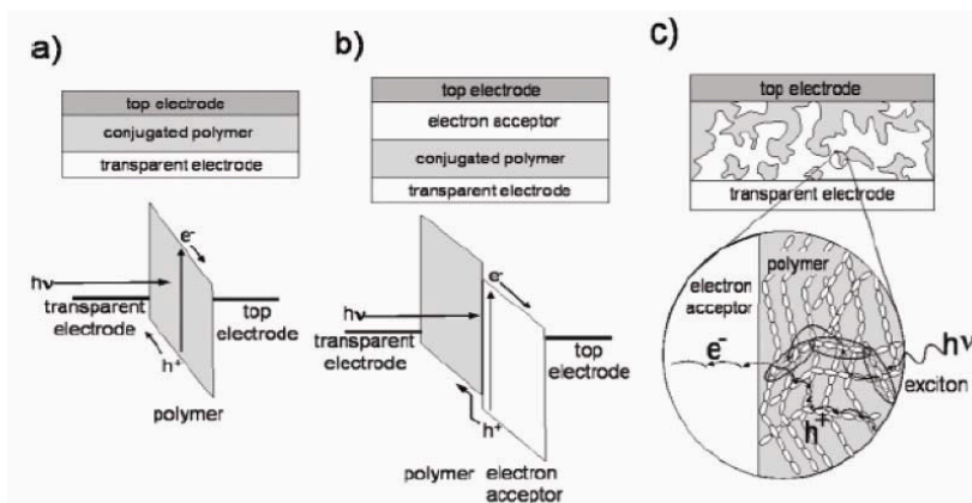 a)
top electrode
conjugated polymer
transparent electrode
e-
hν
transparent
electrode
top
electrode
h+
polymer
b)
top electrode
electron acceptor
conjugated polymer
transparent electrode
e-
hν
transparent
electrode
top
electrode
h+
polymer electron
acceptor
c)
top electrode
transparent electrode
polymer
electron
acceptor
e-
hν
exciton
h+